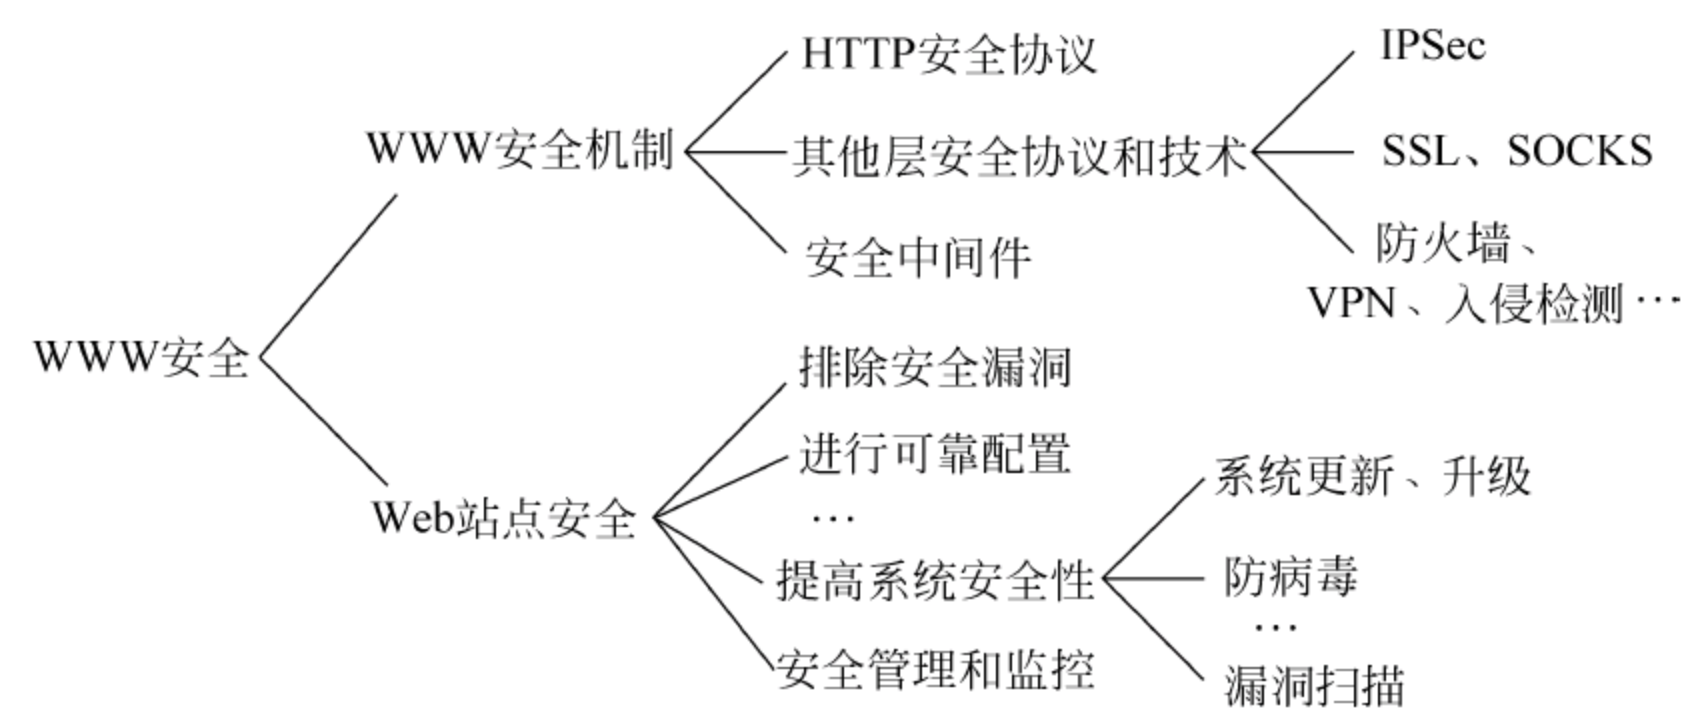 HTTP安全协议
IPSec
WWW安全机制
其他层安全协议和技术
SSL、SOCKS
安全中间件
防火墙、
VPN、入侵检测…
WWW安全
排除安全漏洞
进行可靠配置
…
Web站点安全
系统更新、升级
提高系统安全性
防病毒
…
安全管理和监控
漏洞扫描